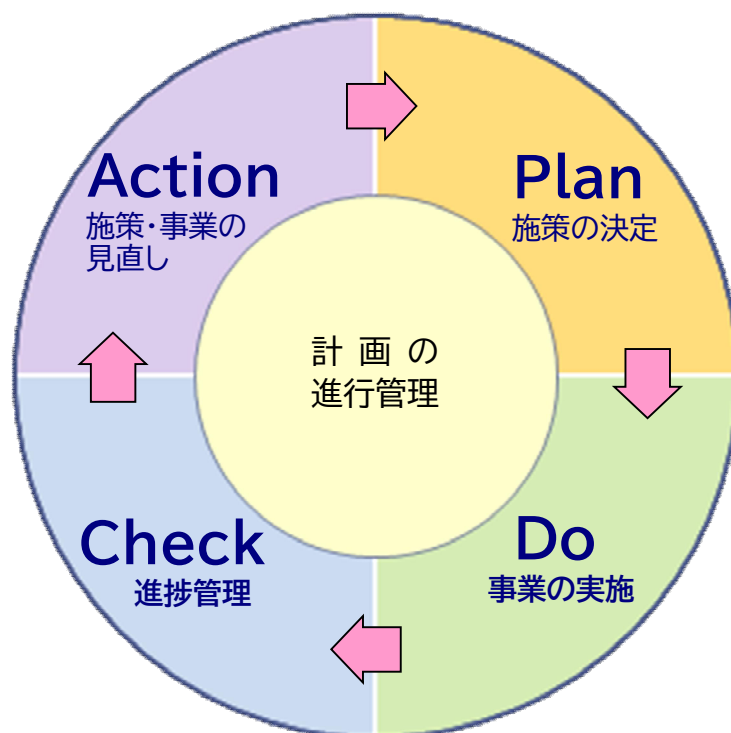 Action
施策・事業の
見直し
Plan
施策の決定
計 画 の
進行管理
Check
進捗管理
Do
事業の実施